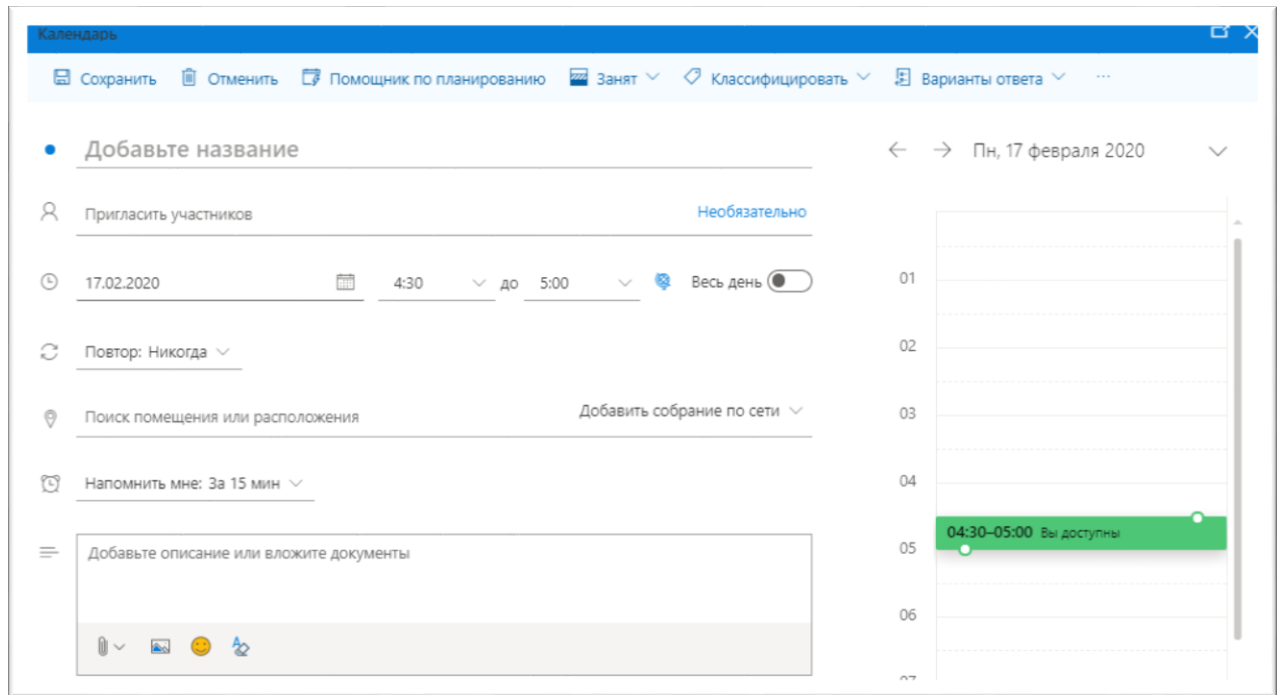 Календарь
Сохранить Отменить Помощник по планированию Занят Классифицировать Варианты ответа ...
Добавьте название
Пригласить участников Необязательно
17.02.2020 4:30 до 5:00 Весь день
Повтор: Никогда
Поиск помещения или расположения Добавить собрание по сети
Напомнить мне: За 15 мин
Добавьте описание или вложите документы
Пн, 17 февраля 2020
01
02
03
04
04:30–05:00 Вы доступны
05
06
07